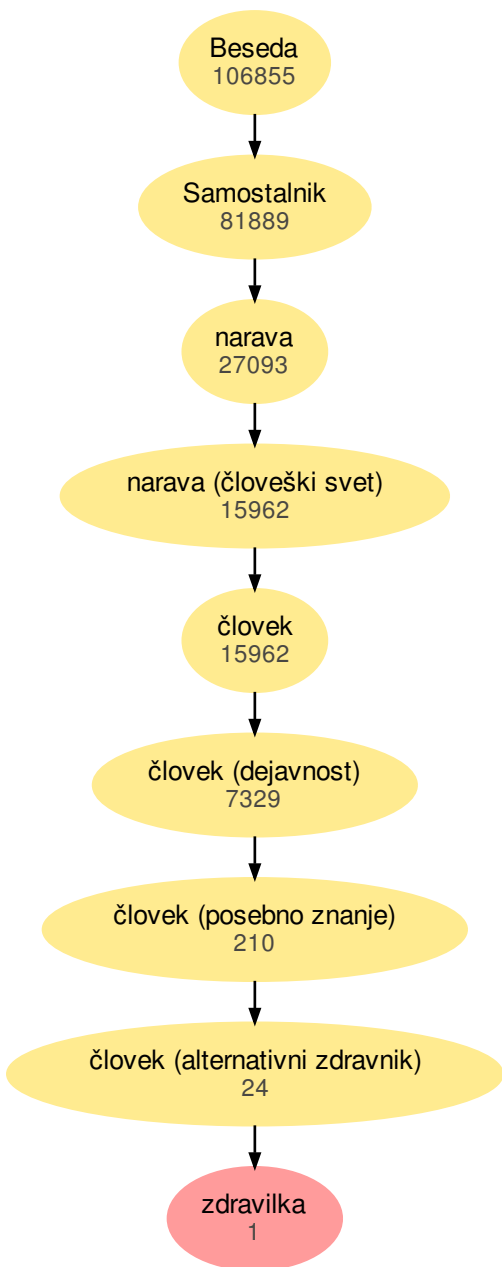 Beseda
106855
Samostalnik
81889
narava
27093
narava (človeški svet)
15962
človek
15962
človek (dejavnost)
7329
človek (posebno znanje)
210
človek (alternativni zdravnik)
24
zdravilka
1